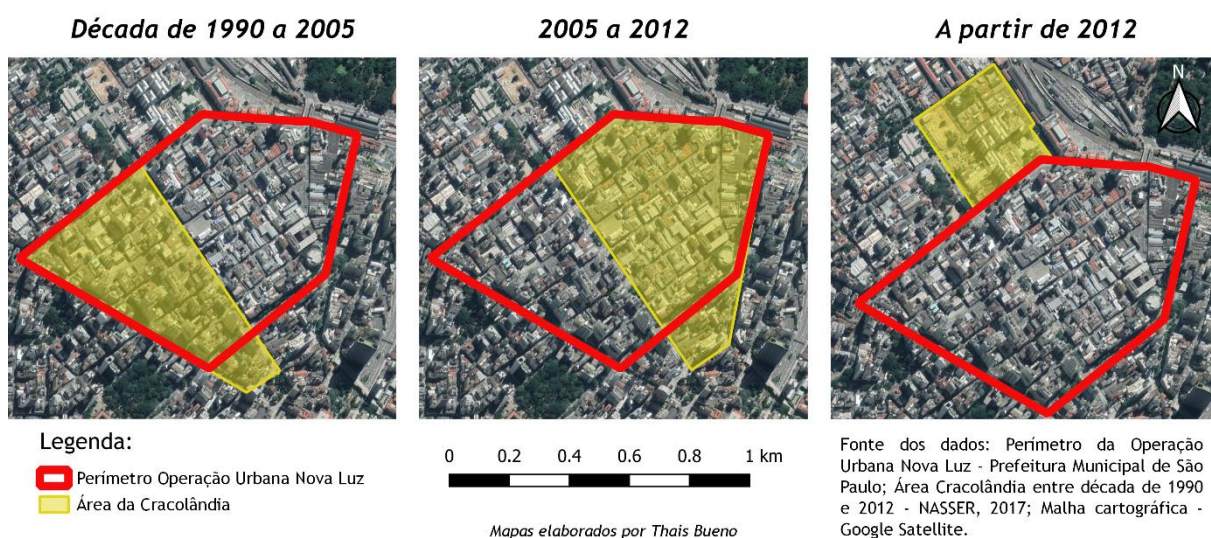 Década de 1990 a 2005
2005 a 2012
A partir de 2012
N
Legenda:
Perímetro Operação Urbana Nova Luz
Área da Cracolândia
0 0.2 0.4 0.6 0.8 1 km
Mapas elaborados por Thais Bueno
Fonte dos dados: Perímetro da Operação
Urbana Nova Luz - Prefeitura Municipal de São
Paulo; Área Cracolândia entre década de 1990
e 2012 - NASSER, 2017; Malha cartográfica -
Google Satellite.